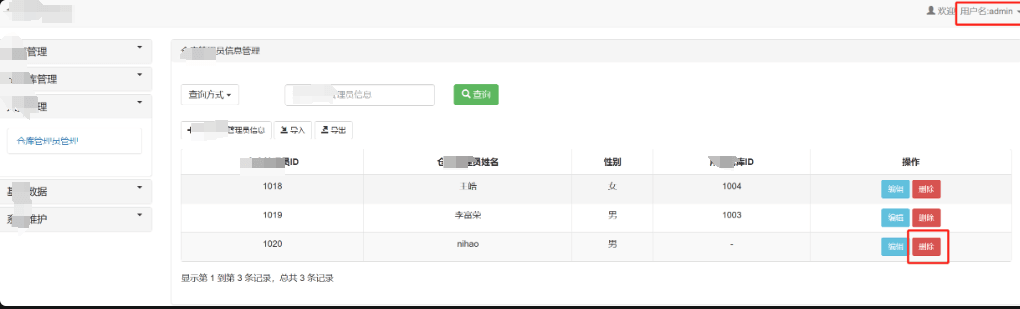 欢迎 用户名:admin
管理
库管理
管理
仓库管理员管理
数据
维护
管理员信息管理
查询方式
管理员信息
查询
管理员信息 导入 导出
员ID 管理员姓名 性别 库ID 操作
1018 王皓 女 1004 编辑 删除
1019 李富荣 男 1003 编辑 删除
1020 nihao 男 - 编辑 删除
显示第 1 到第 3 条记录，总共 3 条记录